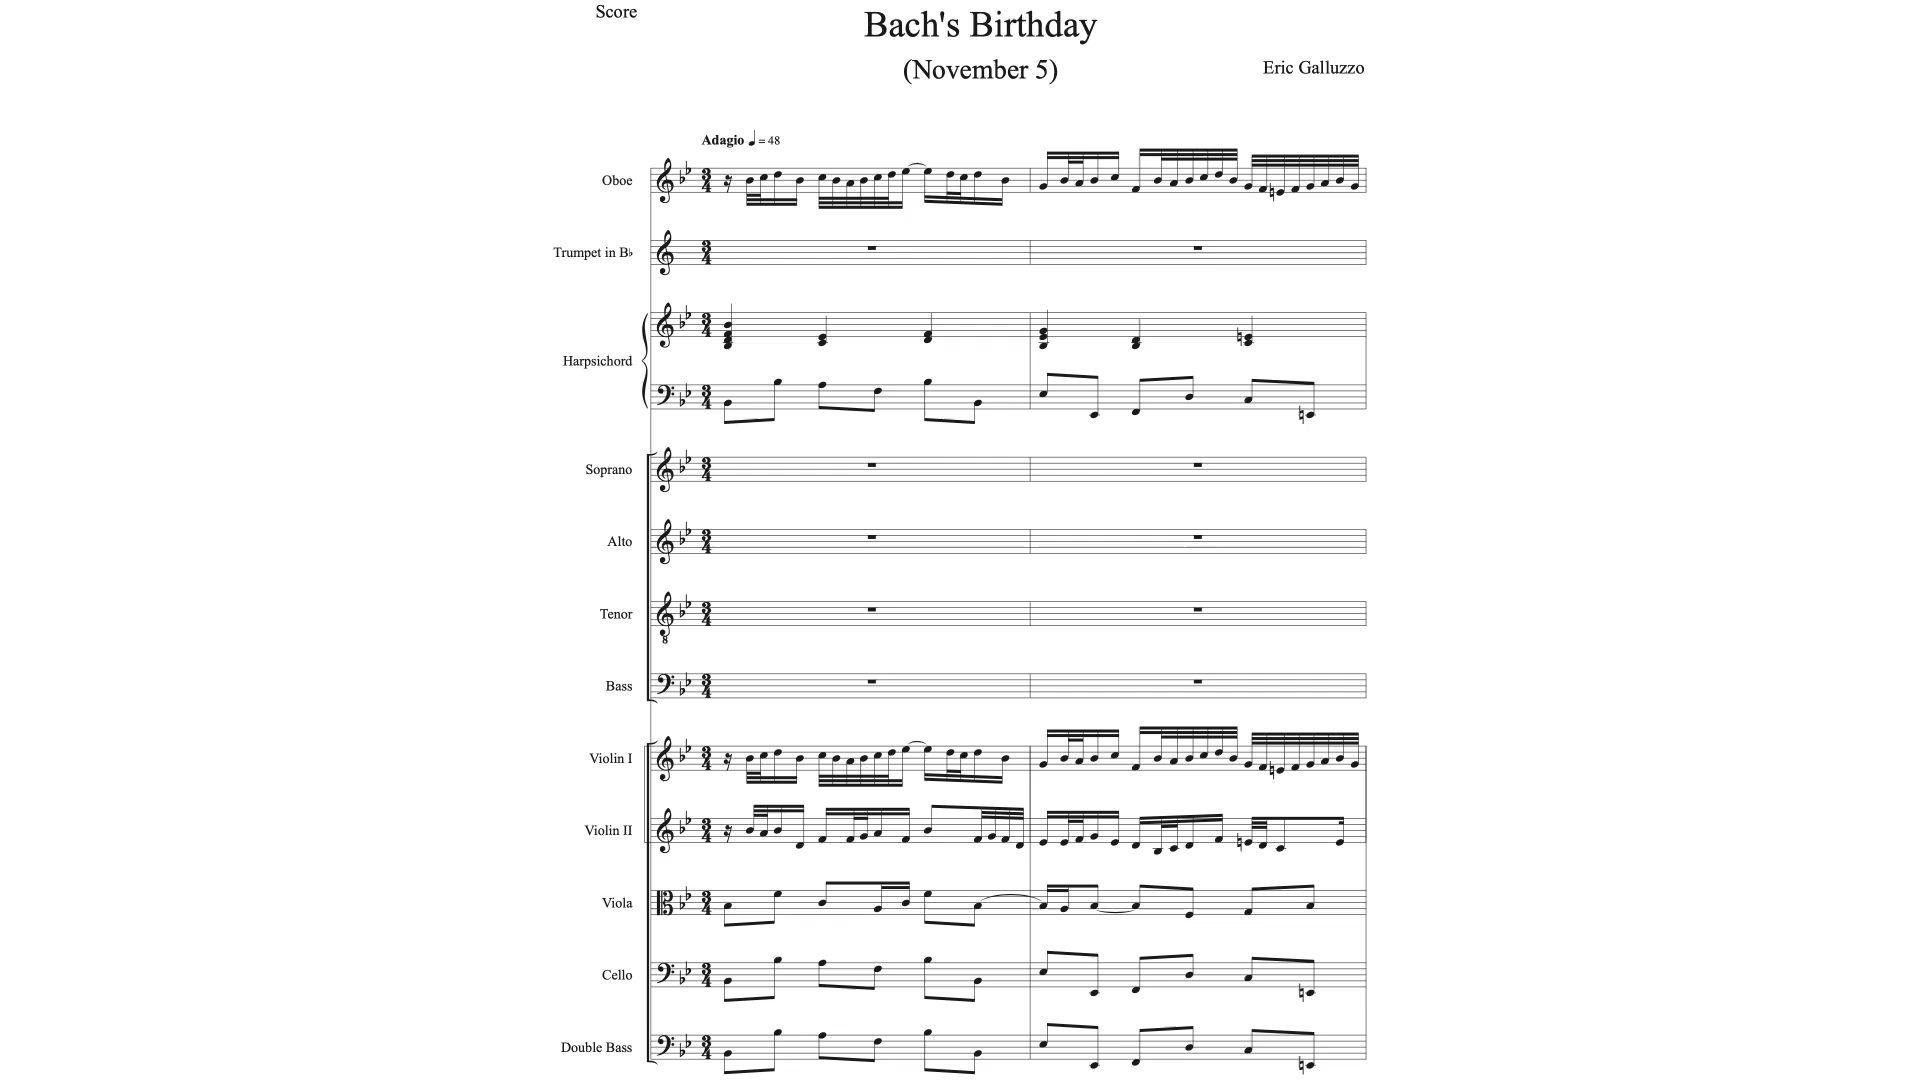 Score
Bach's Birthday
(November 5)
Eric Galluzzo
Adagio ♩ = 48
Oboe
Trumpet in B♭
Harpsichord
Soprano
Alto
Tenor
Bass
Violin I
Violin II
Viola
Cello
Double Bass